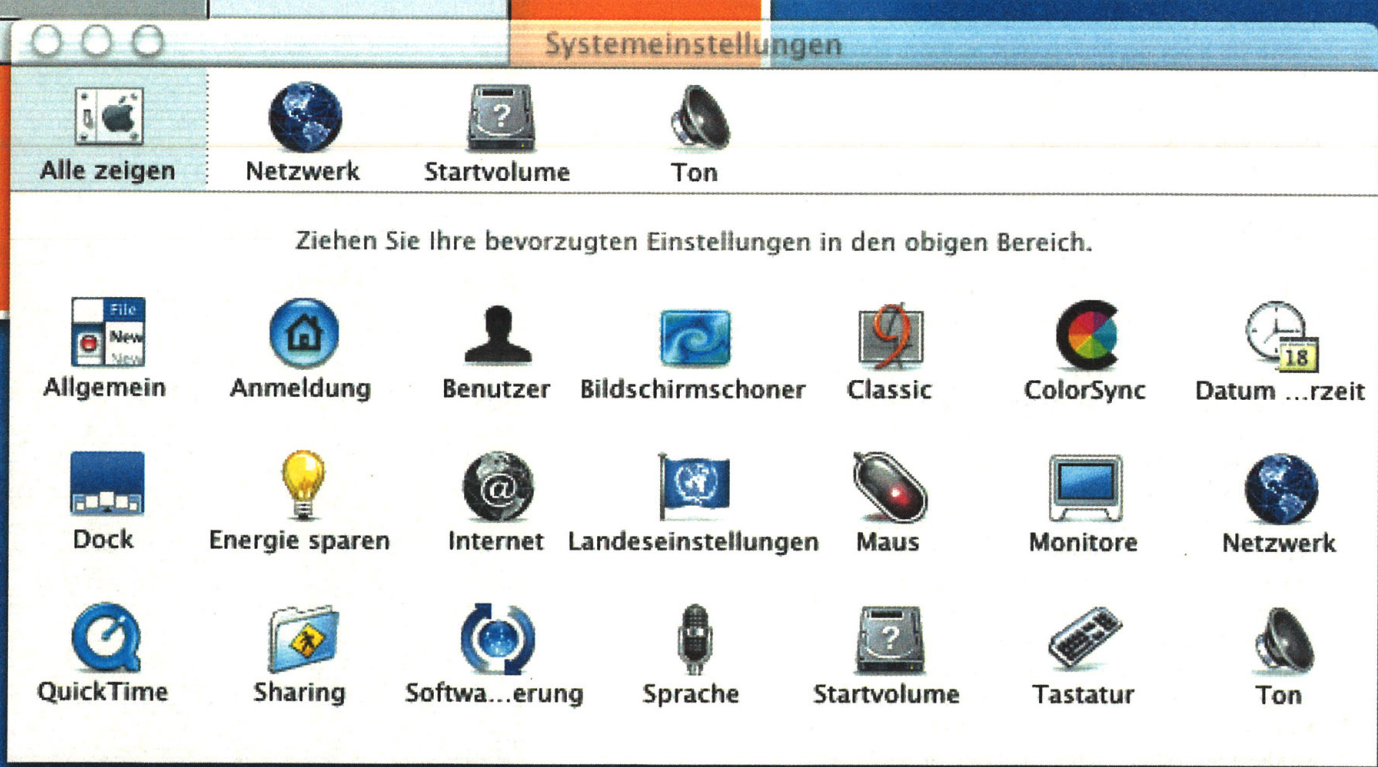 Systemeinstellungen
Alle zeigen Netzwerk Startvolume Ton
Ziehen Sie Ihre bevorzugten Einstellungen in den obigen Bereich.
File
New
New
9
18
Allgemein Anmeldung Benutzer Bildschirmschoner Classic ColorSync Datum ...rzeit
@
Dock Energie sparen Internet Landeseinstellungen Maus Monitore Netzwerk
?
QuickTime Sharing Softwa...erung Sprache Startvolume Tastatur Ton